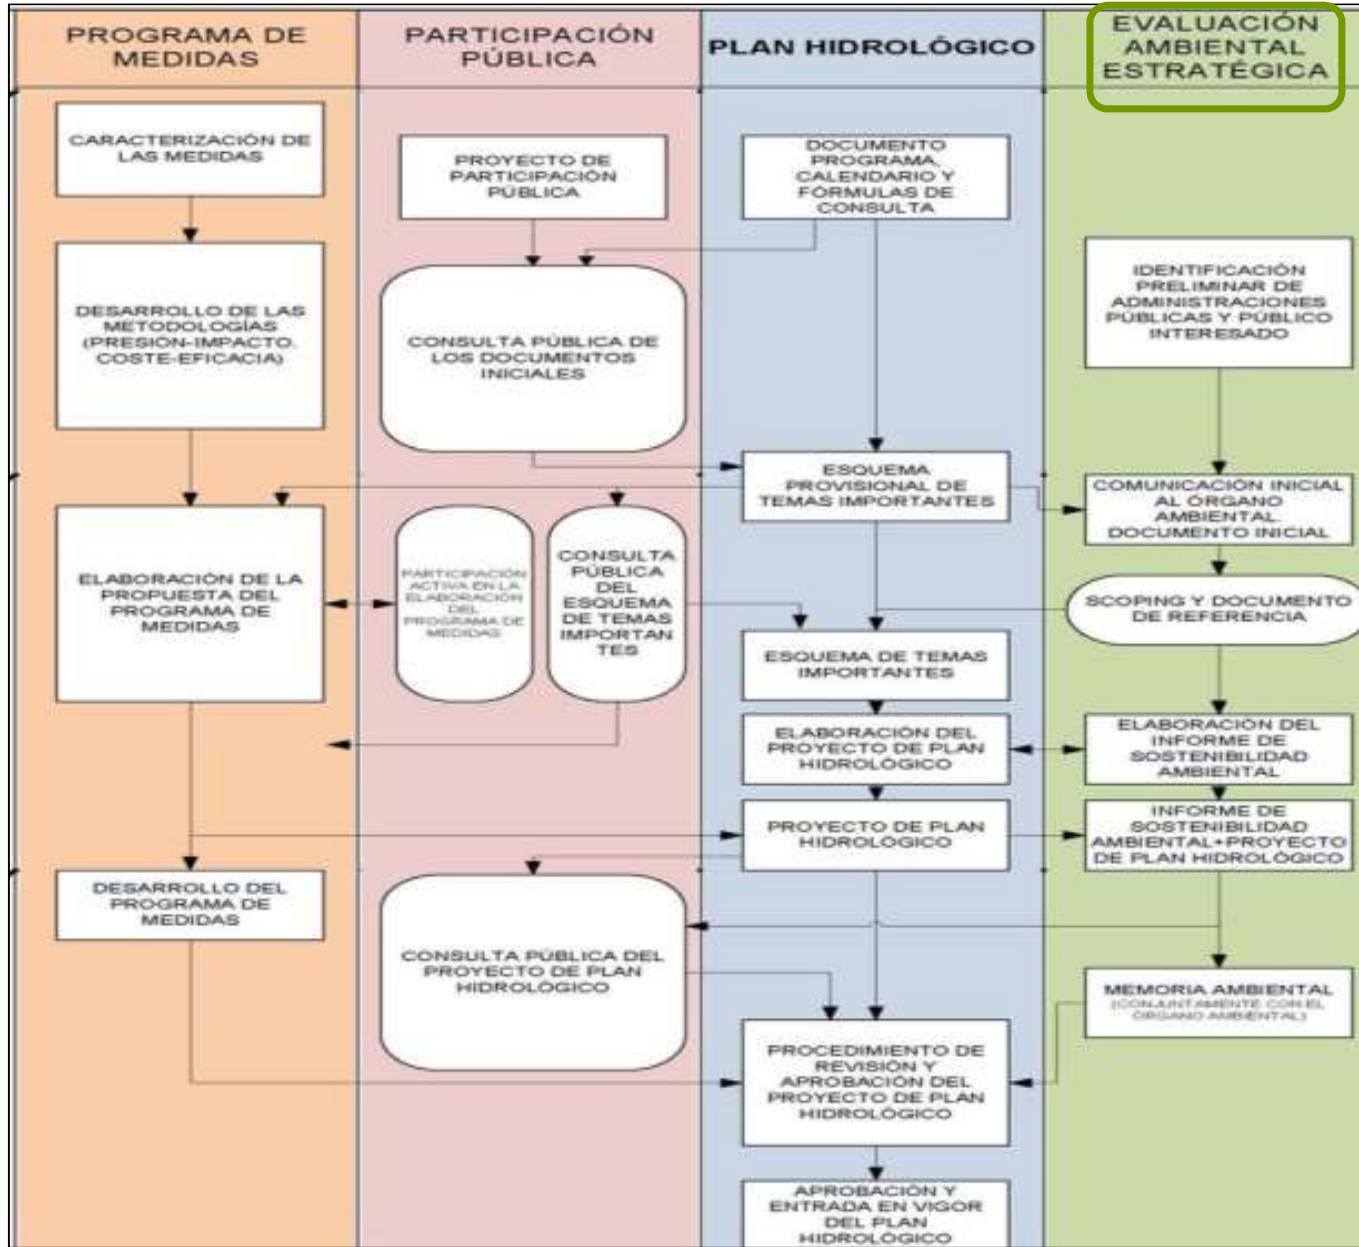 PROGRAMA DE
MEDIDAS
PARTICIPACIÓN
PÚBLICA
PLAN HIDROLÓGICO
EVALUACIÓN
AMBIENTAL
ESTRATÉGICA
CARACTERIZACIÓN DE
LAS MEDIDAS
DESARROLLO DE LAS
METODOLOGÍAS
(PRESIÓN-IMPACTO.
COSTE-EFICACIA)
ELABORACIÓN DE LA
PROPUESTA DEL
PROGRAMA DE
MEDIDAS
DESARROLLO DEL
PROGRAMA DE
MEDIDAS
PROYECTO DE
PARTICIPACIÓN
PÚBLICA
CONSULTA PÚBLICA DE
LOS DOCUMENTOS
INICIALES
PARTICIPACIÓN
ACTIVA EN LA
ELABORACIÓN
DEL
PROGRAMA DE
MEDIDAS
CONSULTA
PÚBLICA
DEL
ESQUEMA
DE TEMAS
IMPORTAN
TES
CONSULTA PÚBLICA DEL
PROYECTO DE PLAN
HIDROLÓGICO
DOCUMENTO
PROGRAMA,
CALENDARIO Y
FÓRMULAS DE
CONSULTA
ESQUEMA
PROVISIONAL DE
TEMAS IMPORTANTES
ESQUEMA DE TEMAS
IMPORTANTES
ELABORACIÓN DEL
PROYECTO DE PLAN
HIDROLÓGICO
PROYECTO DE PLAN
HIDROLÓGICO
PROCEDIMIENTO DE
REVISIÓN Y
APROBACIÓN DEL
PROYECTO DE PLAN
HIDROLÓGICO
APROBACIÓN Y
ENTRADA EN VIGOR
DEL PLAN
HIDROLÓGICO
IDENTIFICACIÓN
PRELIMINAR DE
ADMINISTRACIONES
PÚBLICAS Y PÚBLICO
INTERESADO
COMUNICACIÓN INICIAL
AL ÓRGANO
AMBIENTAL.
DOCUMENTO INICIAL
SCOPING Y DOCUMENTO
DE REFERENCIA
ELABORACIÓN DEL
INFORME DE
SOSTENIBILIDAD
AMBIENTAL
INFORME DE
SOSTENIBILIDAD
AMBIENTAL+PROYECTO
DE PLAN HIDROLÓGICO
MEMORIA AMBIENTAL
(CONJUNTAMENTE CON EL
ÓRGANO AMBIENTAL)